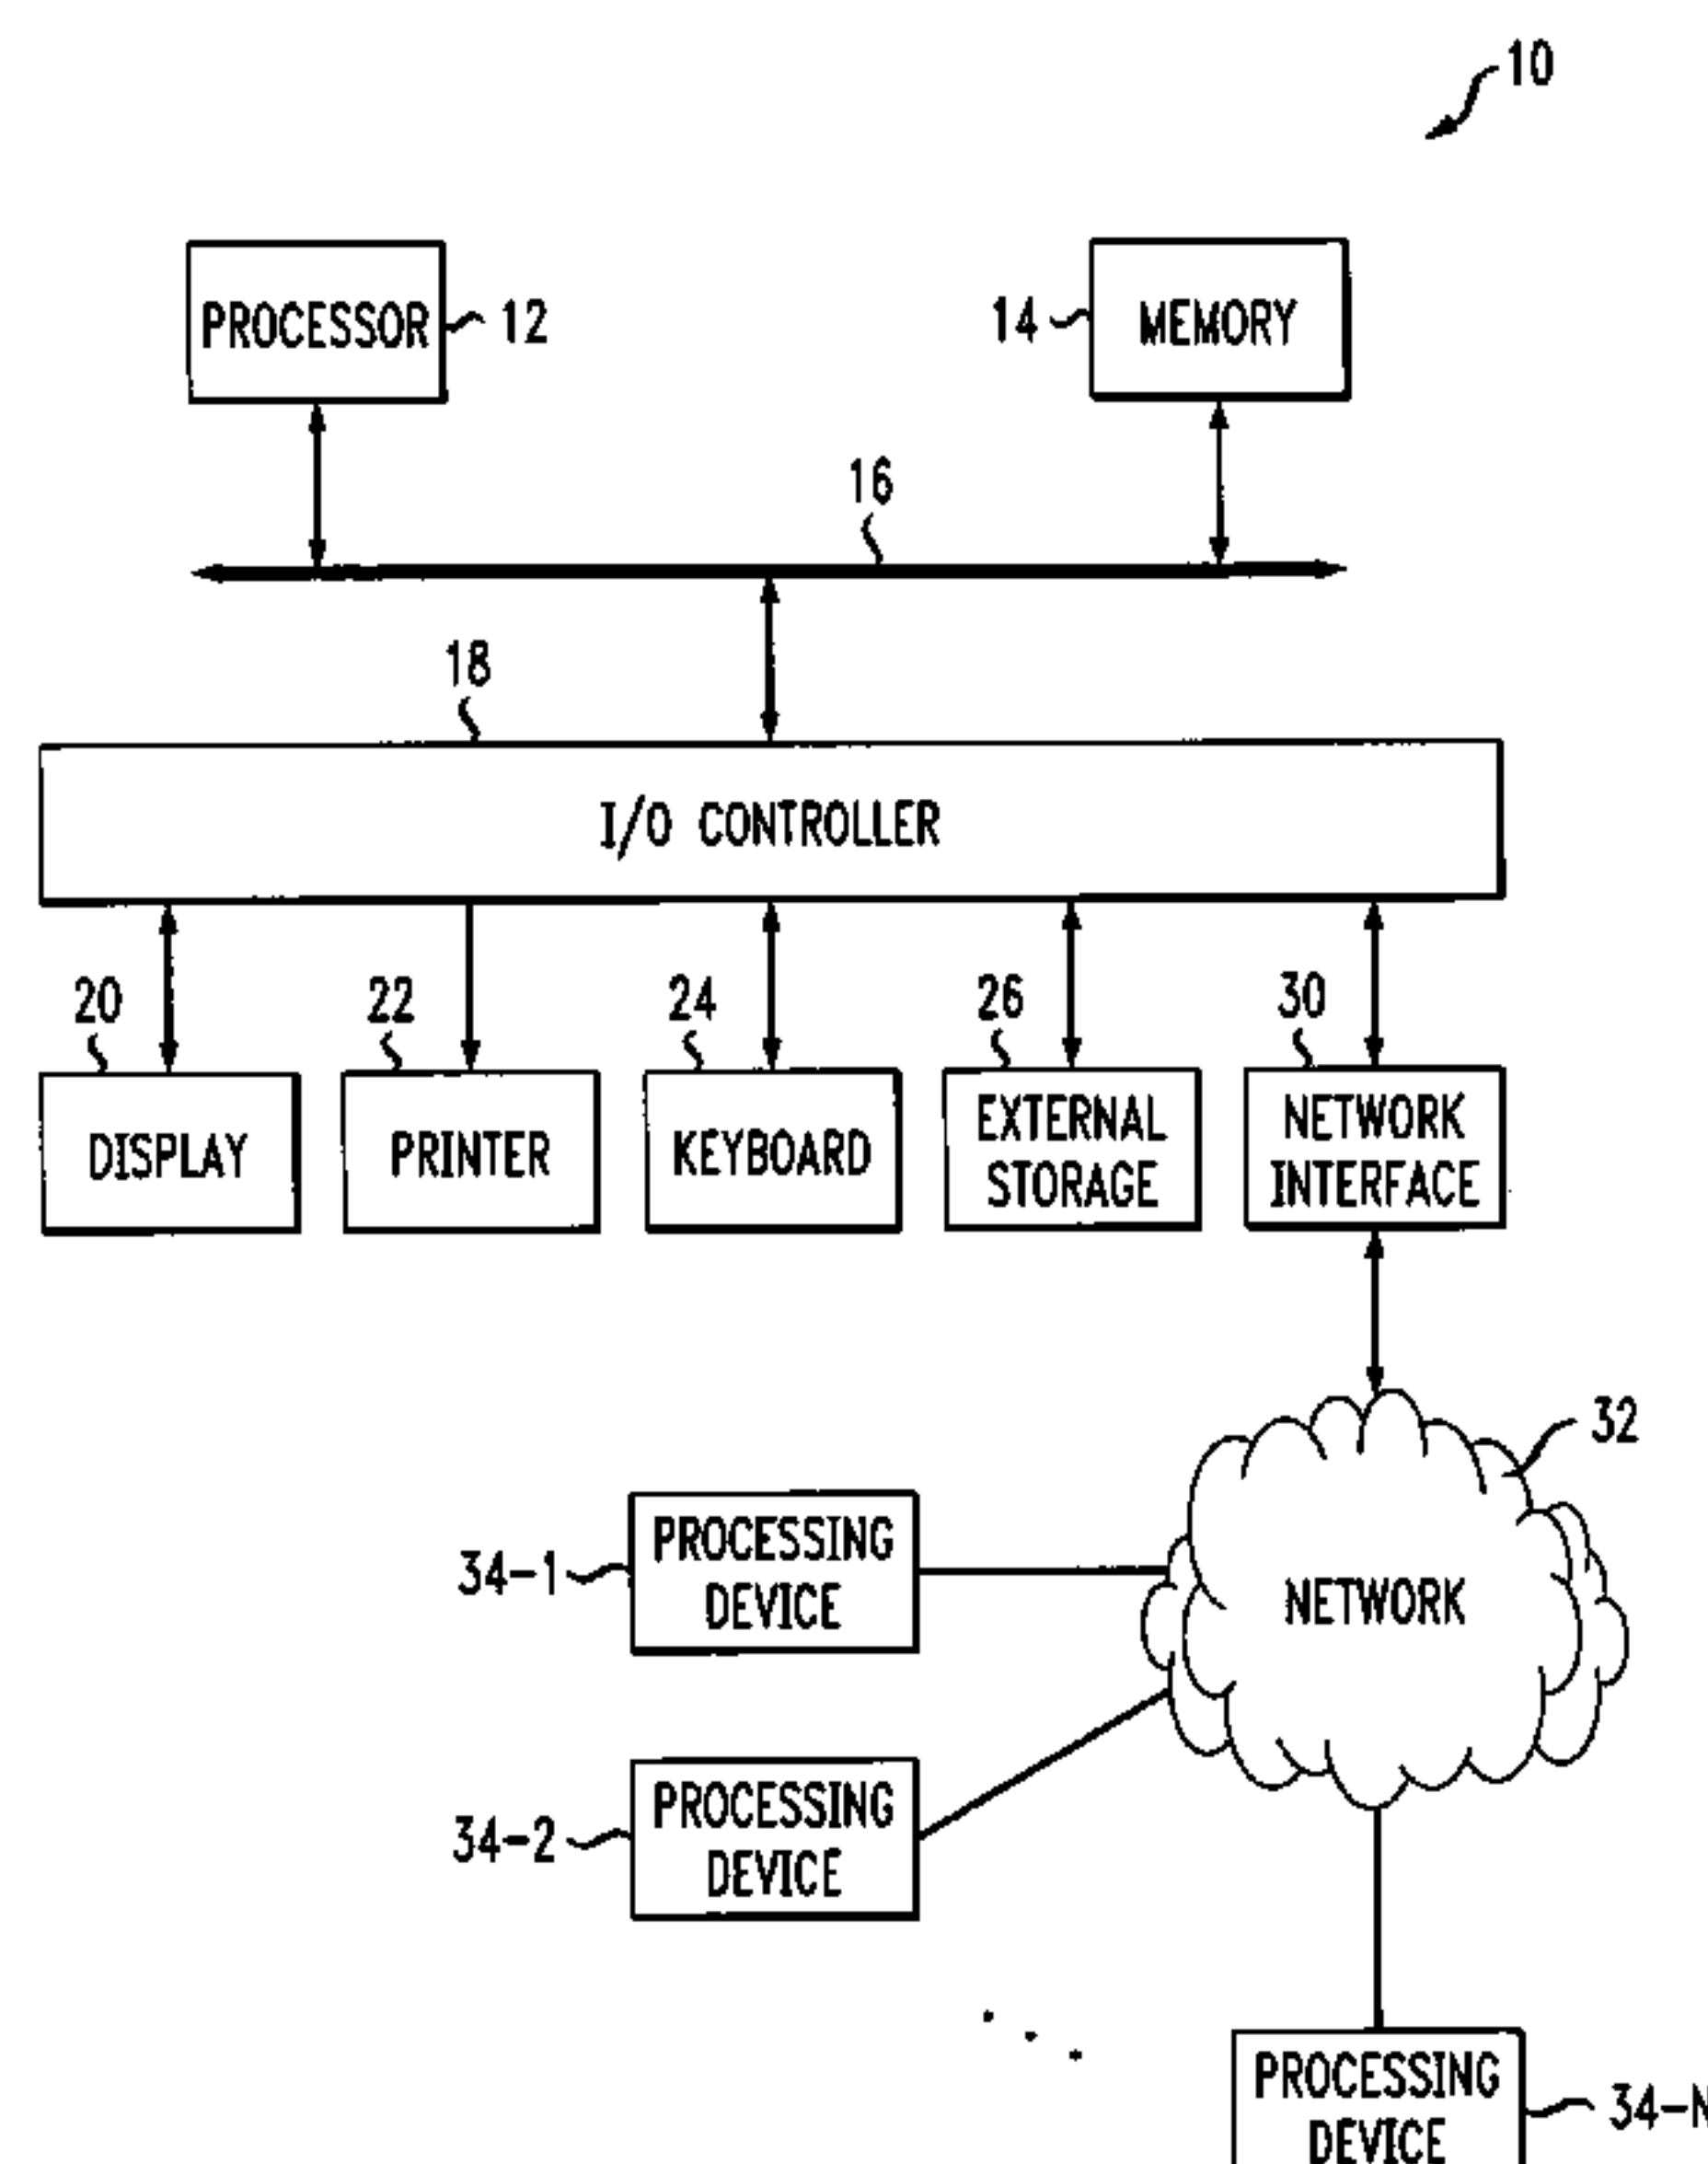 10
PROCESSOR
12
14
MEMORY
16
18
I/O CONTROLLER
20
22
24
26
30
DISPLAY
PRINTER
KEYBOARD
EXTERNAL
STORAGE
NETWORK
INTERFACE
32
NETWORK
34-1
PROCESSING
DEVICE
34-2
PROCESSING
DEVICE
PROCESSING
DEVICE
34-N